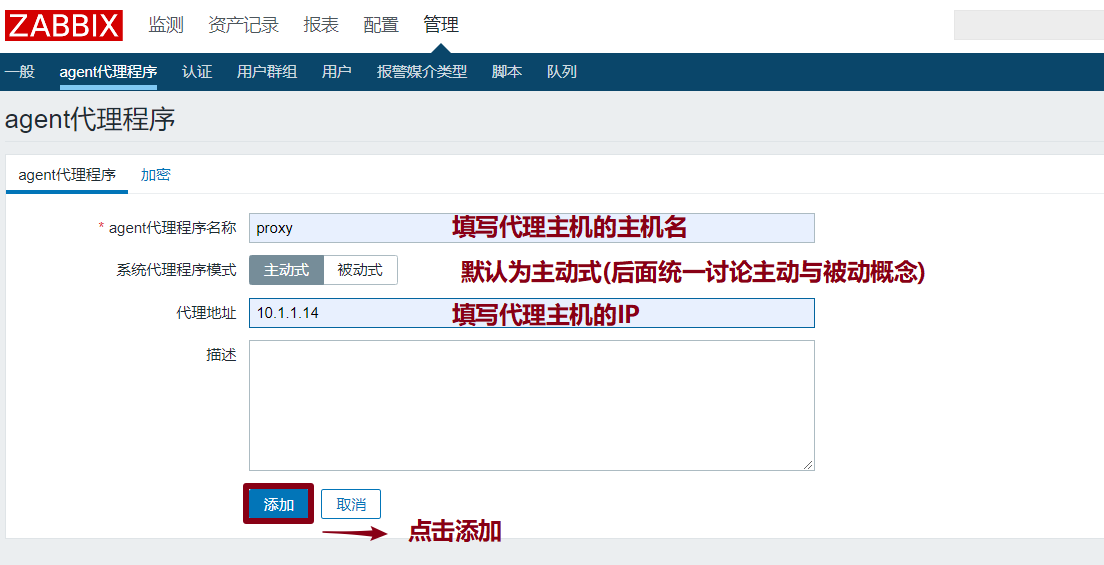 ZABBIX 监测 资产记录 报表 配置 管理
一般 agent代理程序 认证 用户群组 用户 报警媒介类型 脚本 队列
agent代理程序
agent代理程序 加密
* agent代理程序名称 proxy 填写代理主机的主机名
系统代理程序模式 主动式 被动式 默认为主动式(后面统一讨论主动与被动概念)
代理地址 10.1.1.14 填写代理主机的IP
描述
添加 取消
点击添加